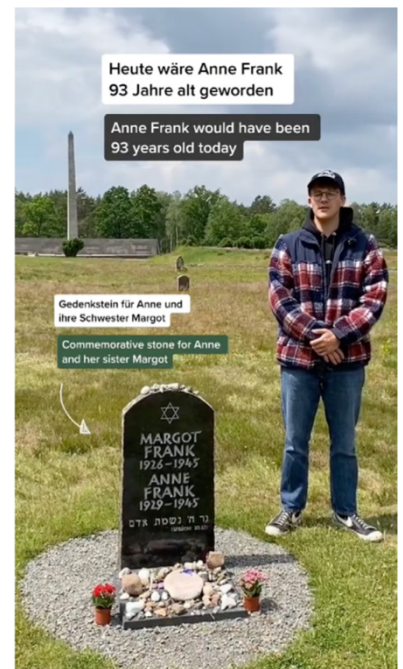 Heute wäre Anne Frank
93 Jahre alt geworden
Anne Frank would have been
93 years old today
Gedenkstein für Anne und
ihre Schwester Margot
Commemorative stone for Anne
and her sister Margot
MARGOT
FRANK
1926–1945
ANNE
FRANK
1929–1945
נר ה' נשמת אדם